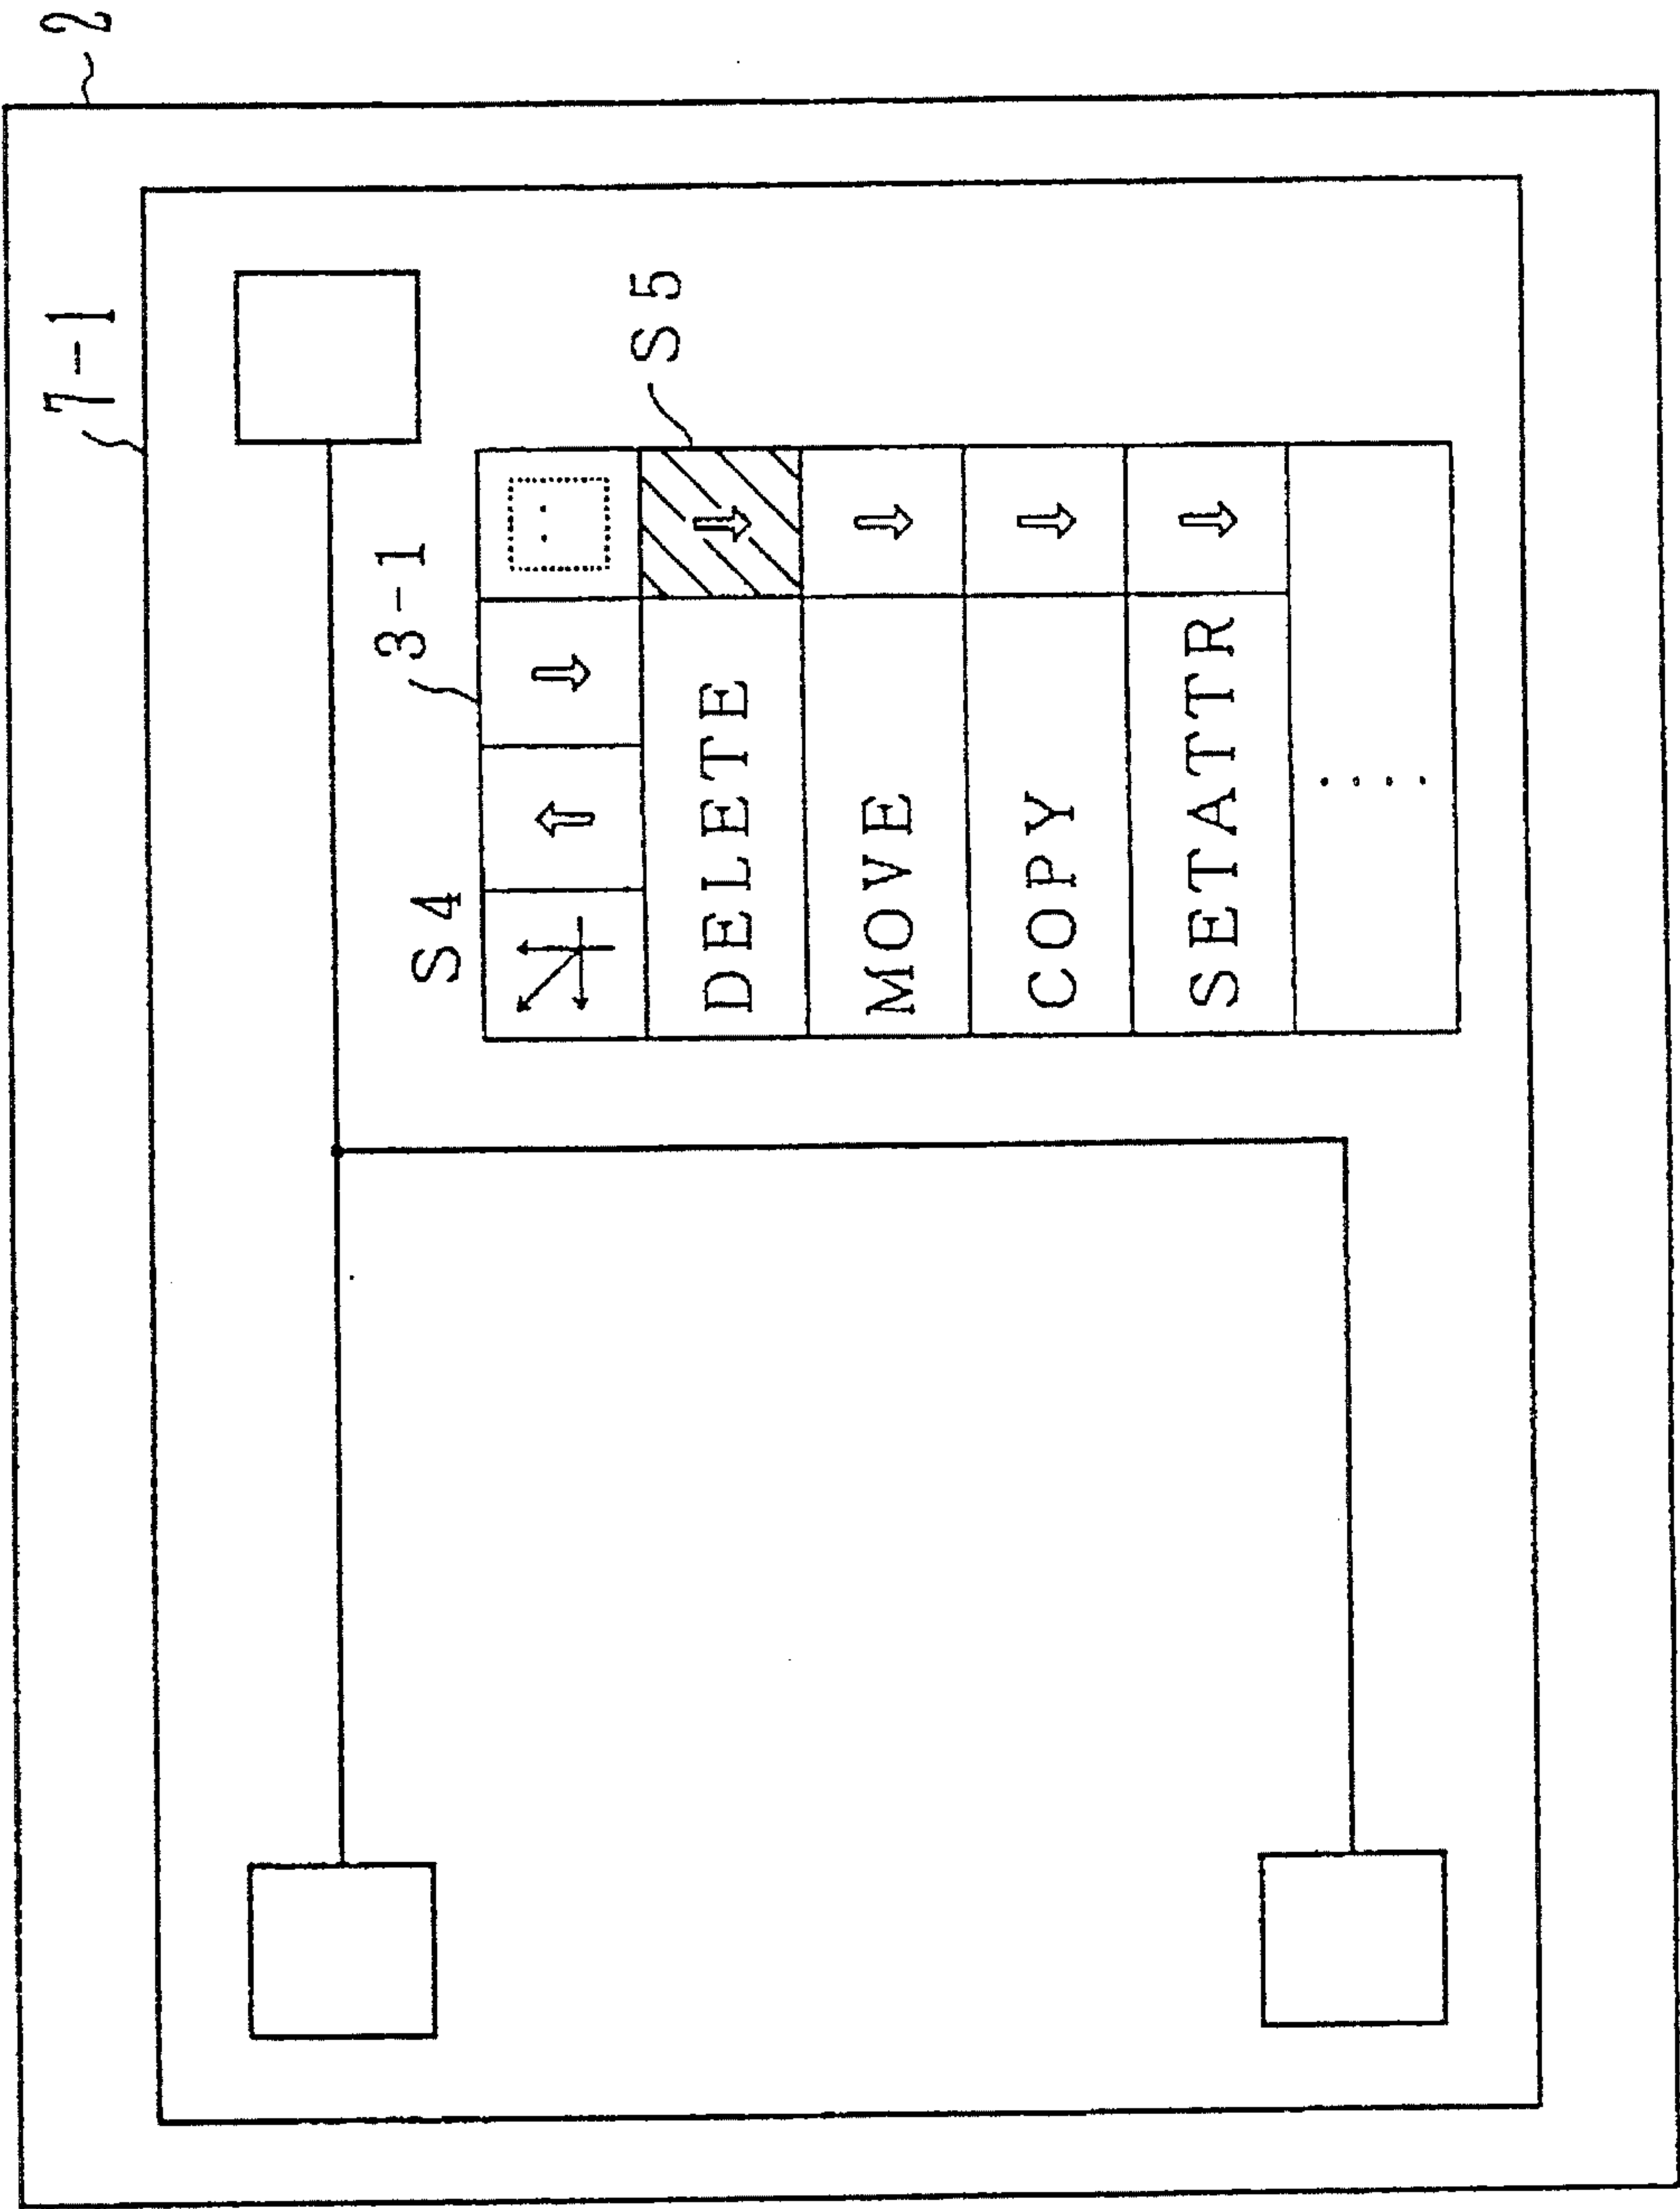 2
7-1
3-1
S4
S5
DELETE
MOVE
COPY
SETATTR
....